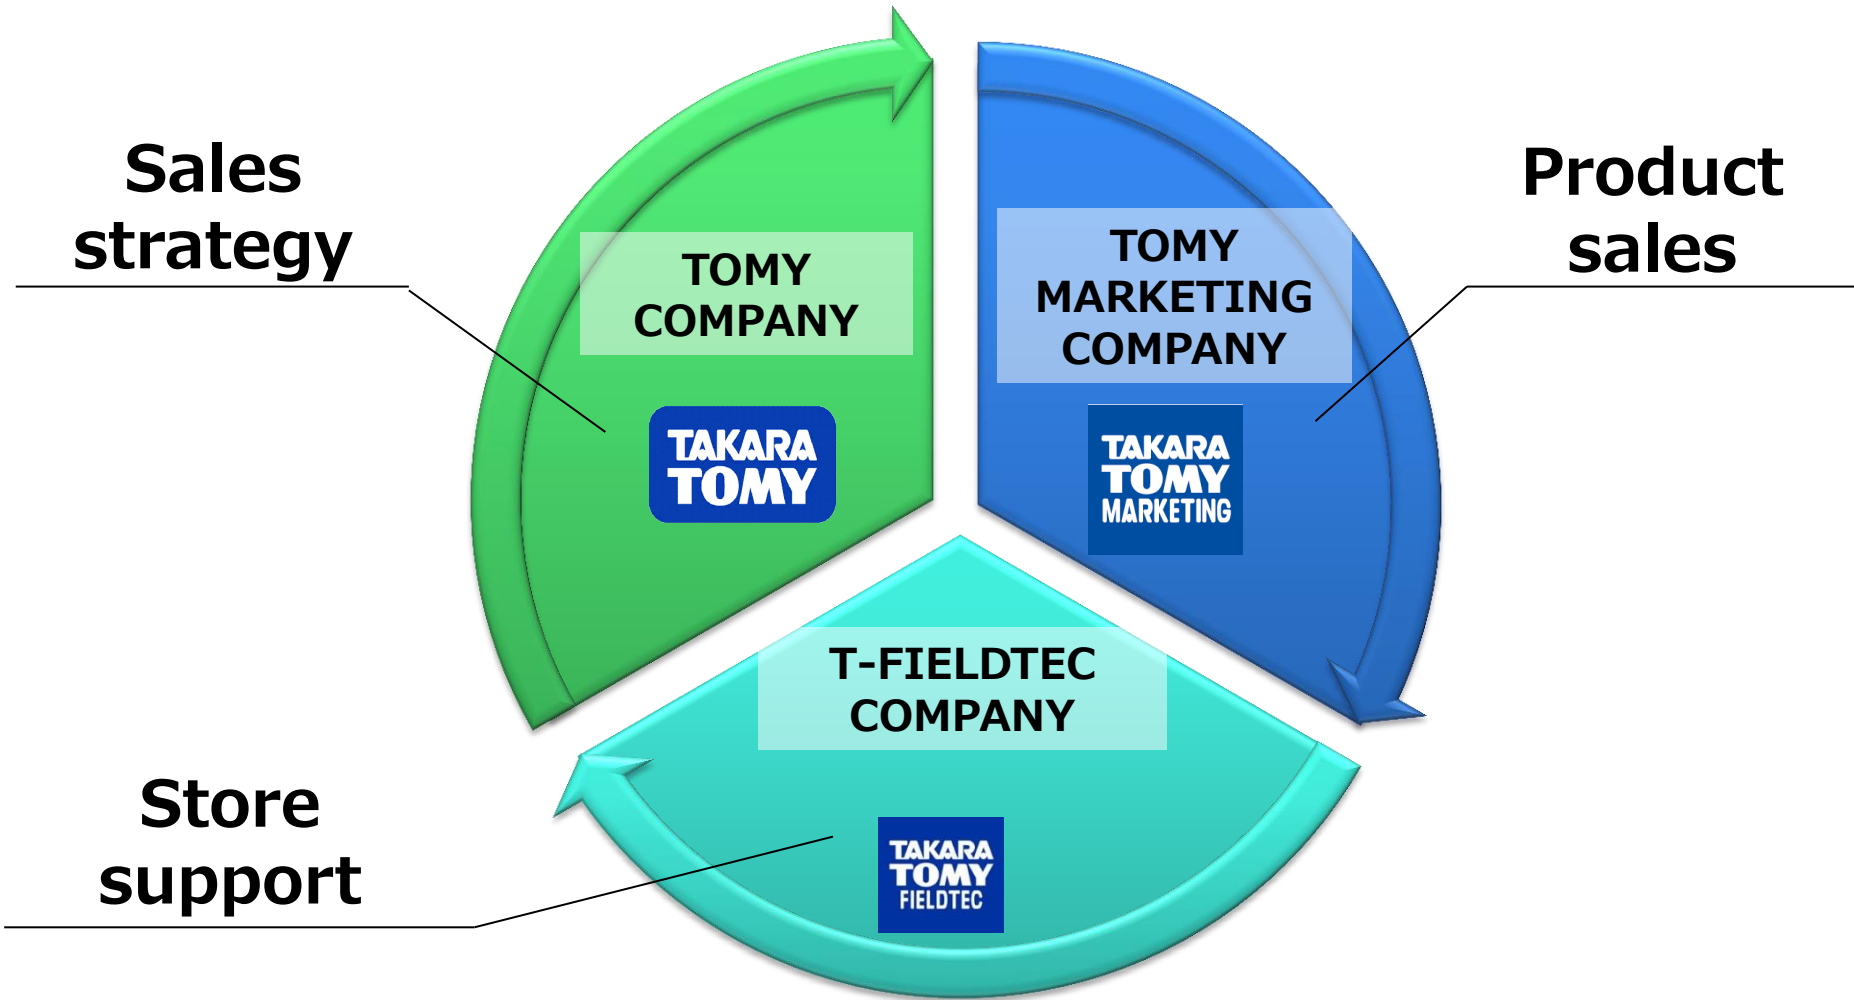 Sales
strategy
TOMY
COMPANY
TAKARA
TOMY
TOMY
MARKETING
COMPANY
TAKARA
TOMY
MARKETING
Product
sales
T-FIELDTEC
COMPANY
TAKARA
TOMY
FIELDTEC
Store
support